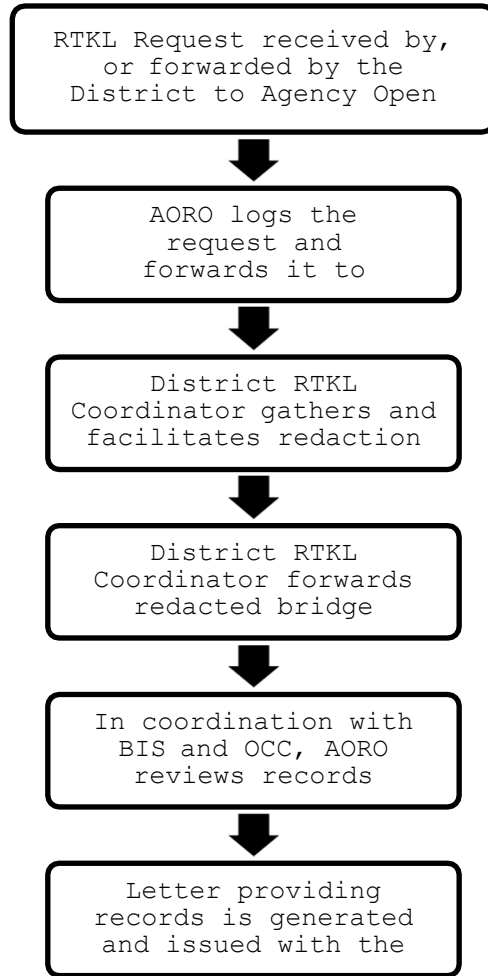 RTKL Request received by,
or forwarded by the
District to Agency Open
AORO logs the
request and
forwards it to
District RTKL
Coordinator gathers and
facilitates redaction
District RTKL
Coordinator forwards
redacted bridge
In coordination with
BIS and OCC, AORO
reviews records
Letter providing
records is generated
and issued with the